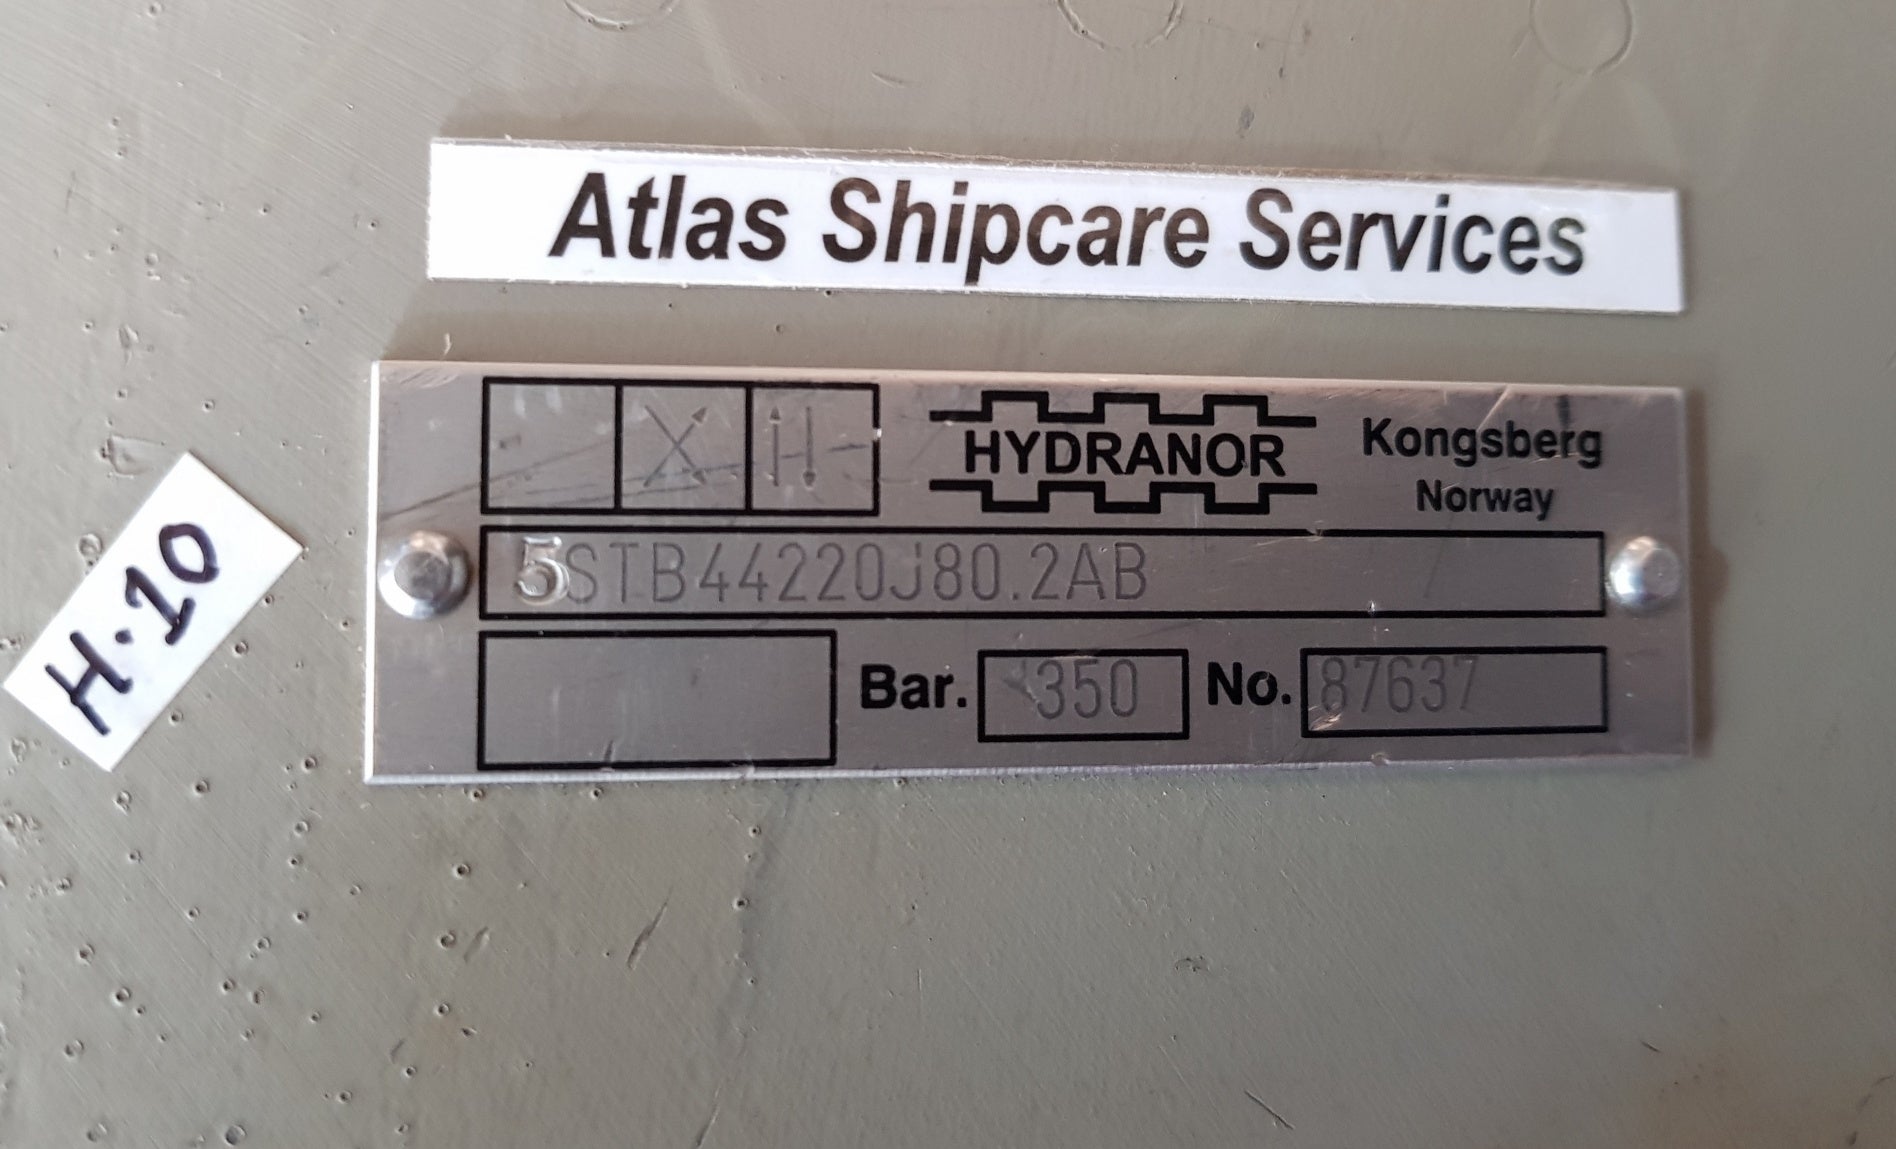 Atlas Shipcare Services
HYDRANOR
Kongsberg
Norway
5STB44220J80.2AB
Bar. 350 No. 87637
H.10